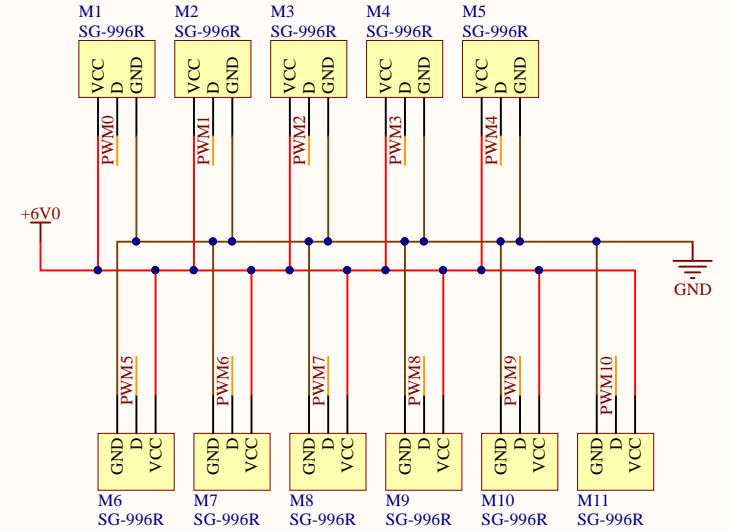 M1 M2 M3 M4 M5
SG-996R SG-996R SG-996R SG-996R SG-996R
VCC D GND VCC D GND VCC D GND VCC D GND VCC D GND
PWM0 PWM1 PWM2 PWM3 PWM4
+6V0
GND
PWM5 PWM6 PWM7 PWM8 PWM9 PWM10
GND D VCC GND D VCC GND D VCC GND D VCC GND D VCC GND D VCC
M6 M7 M8 M9 M10 M11
SG-996R SG-996R SG-996R SG-996R SG-996R SG-996R